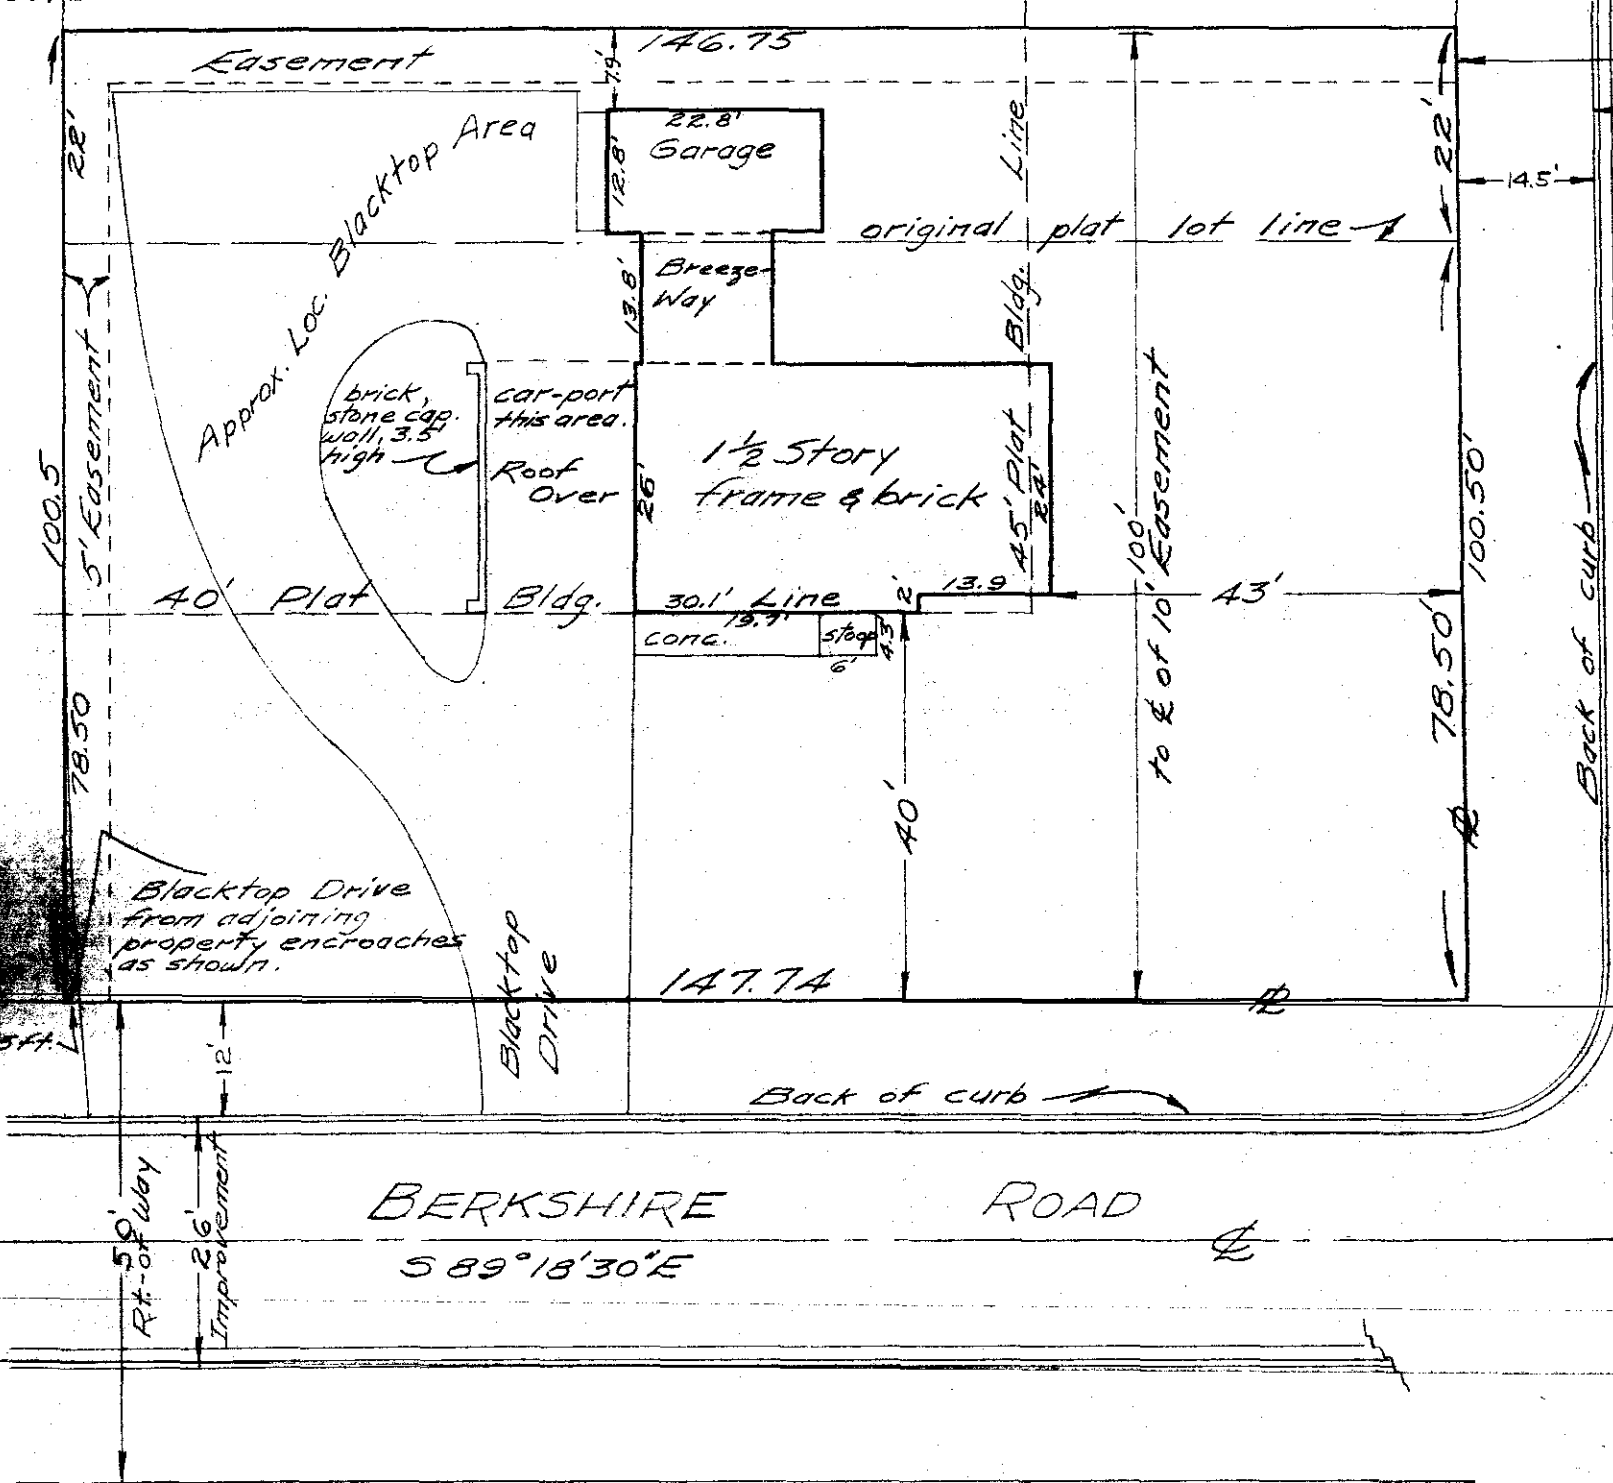 146.75
Easement
7.9'
22'
22.8'
Garage
12.8'
Area
Blacktop
Approx. Loc.
22'
14.5'
original plat lot line
Bldg. Line
Breeze-
Way
13.8'
5' Easement
100.5
brick,
stone cap.
wall, 3.5'
high
car-port
this area.
Roof
Over
26'
1½ Story
frame & brick
45' Plat
24'
100'
to ℄ of 10' Easement
100.50'
Back of curb
40' Plat Bldg. Line
30.1'
2'
13.9
43'
conc.
stoop
4.3'
6'
78.50
78.50'
40'
℄
Blacktop Drive
from adjoining
property encroaches
as shown.
Blacktop
Drive
147.74
℄
12'
Back of curb
50'
Rt.-of Way
26'
Improvement
BERKSHIRE ROAD
S 89°18'30"E
℄